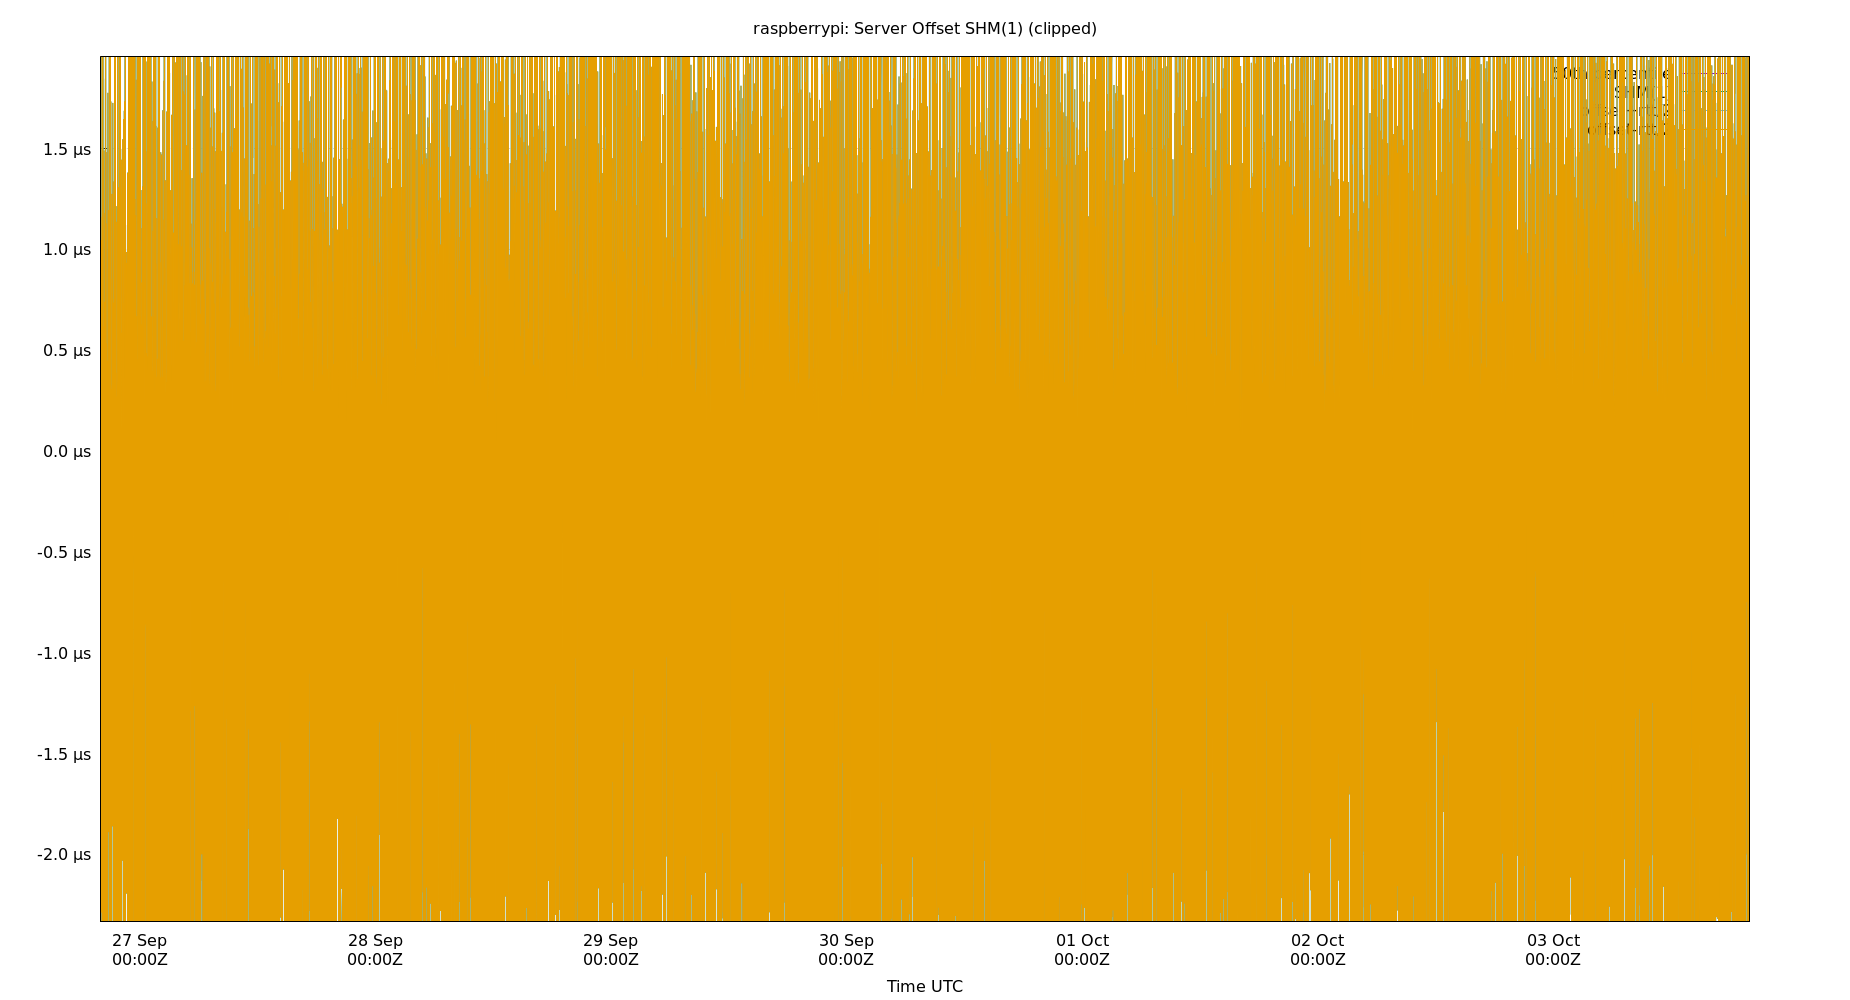 raspberrypi: Server Offset SHM(1) (clipped)
1.5 µs
1.0 µs
0.5 µs
0.0 µs
-0.5 µs
-1.0 µs
-1.5 µs
-2.0 µs
27 Sep 28 Sep 29 Sep 30 Sep 01 Oct 02 Oct 03 Oct
00:00Z 00:00Z 00:00Z 00:00Z 00:00Z 00:00Z 00:00Z
Time UTC